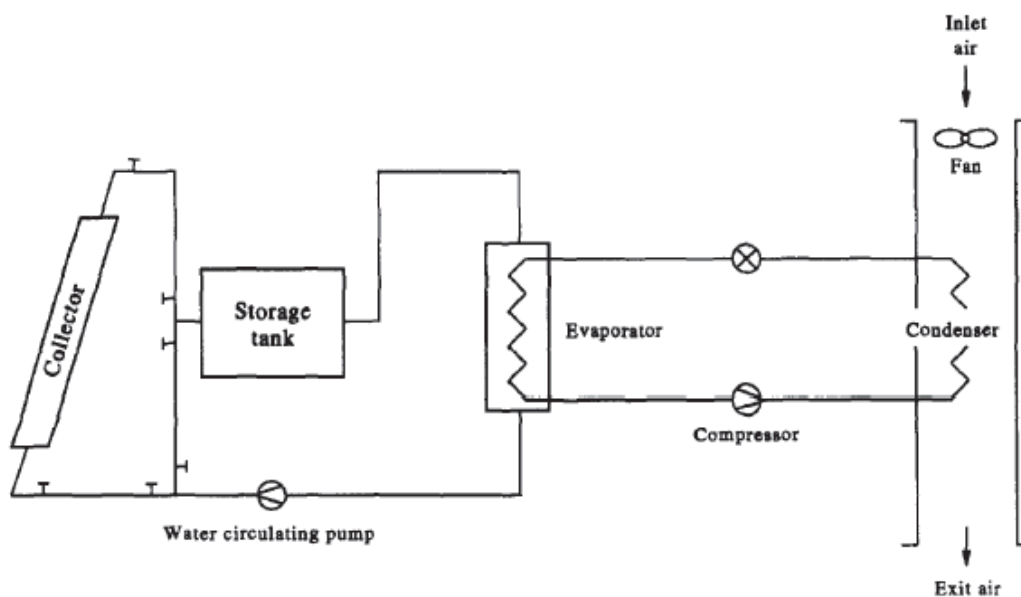 Inlet
air
Fan
Collector
Storage
tank
Evaporator
Condenser
Compressor
Water circulating pump
Exit air